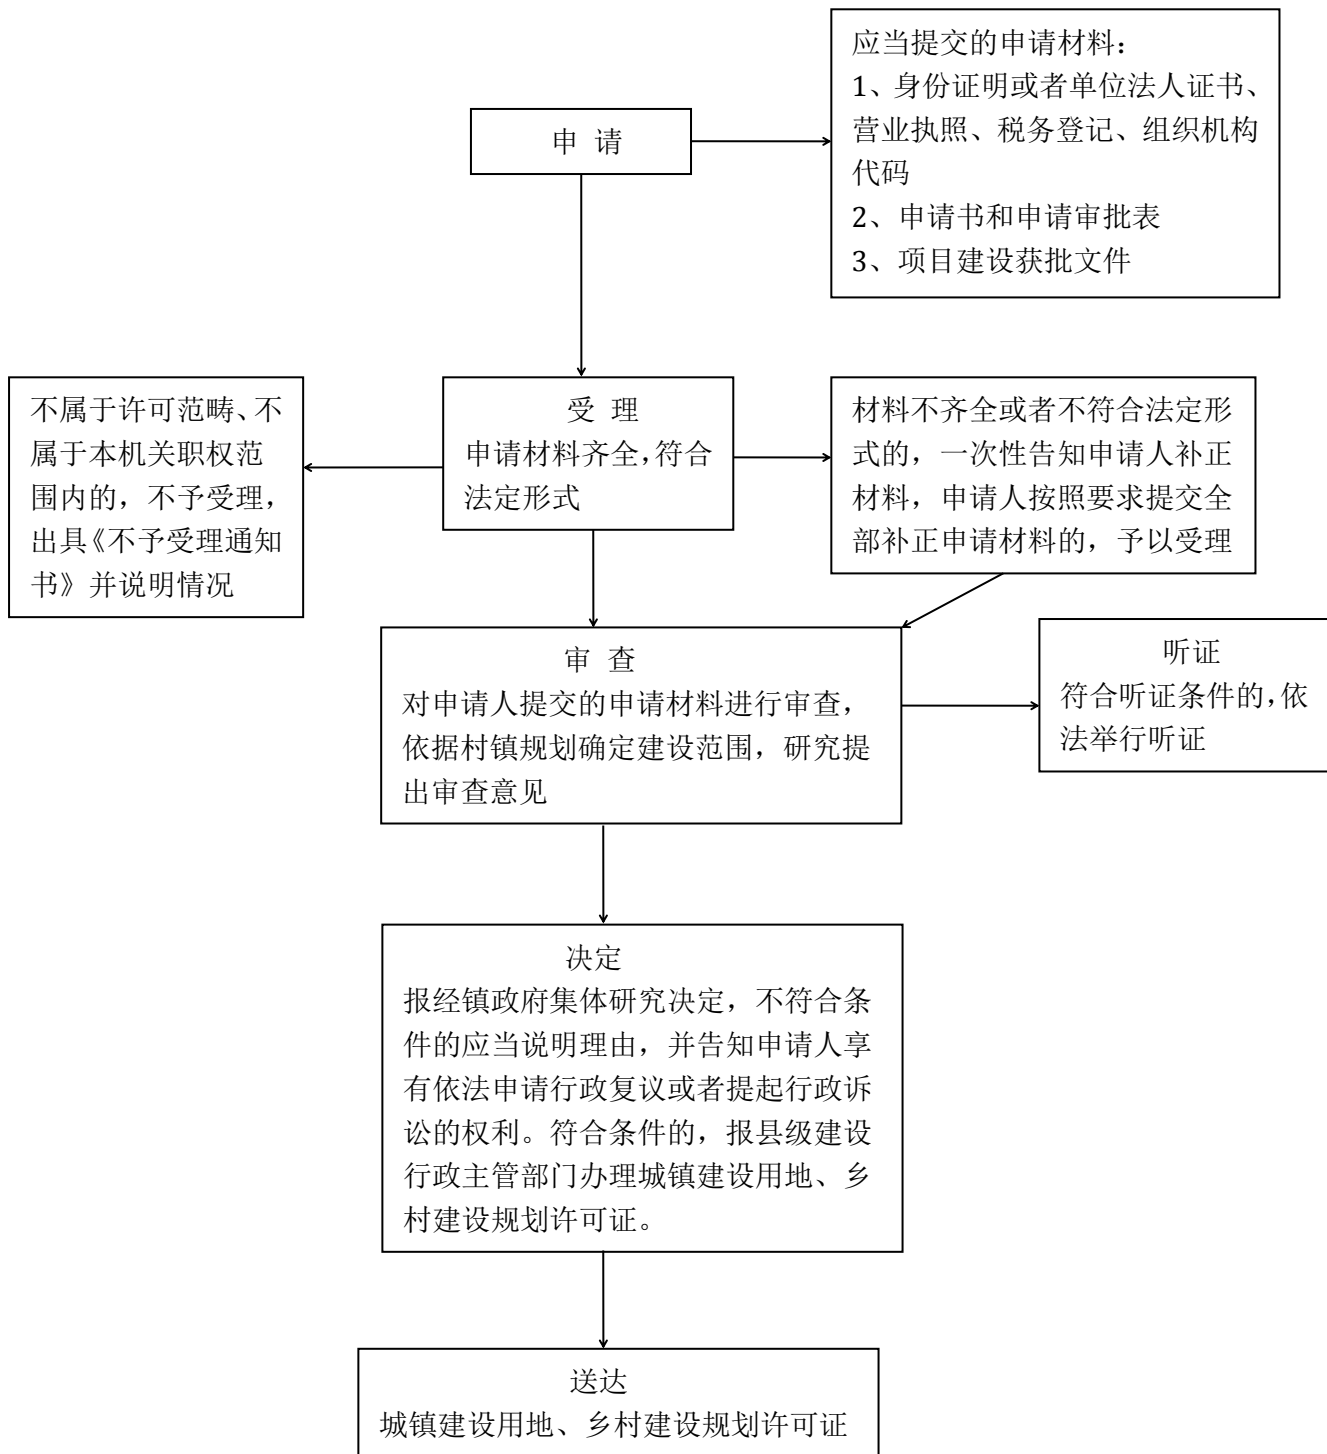 应当提交的申请材料：
1、身份证明或者单位法人证书、
营业执照、税务登记、组织机构
代码
2、申请书和申请审批表
3、项目建设获批文件
申 请
不属于许可范畴、不
属于本机关职权范
围内的，不予受理，
出具《不予受理通知
书》并说明情况
受 理
申请材料齐全，符合
法定形式
材料不齐全或者不符合法定形
式的，一次性告知申请人补正
材料，申请人按照要求提交全
部补正申请材料的，予以受理
审 查
对申请人提交的申请材料进行审查，
依据村镇规划确定建设范围，研究提
出审查意见
听证
符合听证条件的，依
法举行听证
决定
报经镇政府集体研究决定，不符合条
件的应当说明理由，并告知申请人享
有依法申请行政复议或者提起行政诉
讼的权利。符合条件的，报县级建设
行政主管部门办理城镇建设用地、乡
村建设规划许可证。
送达
城镇建设用地、乡村建设规划许可证